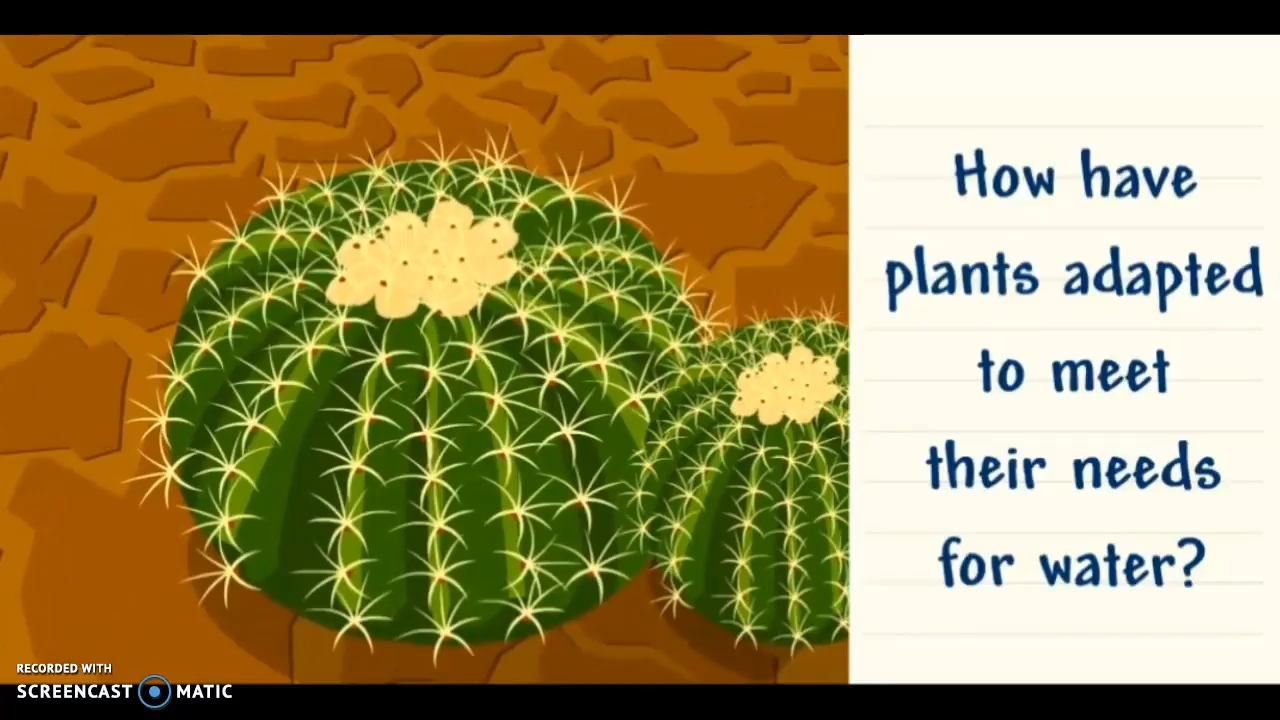 How have
plants adapted
to meet
their needs
for water?
RECORDED WITH
SCREENCAST MATIC